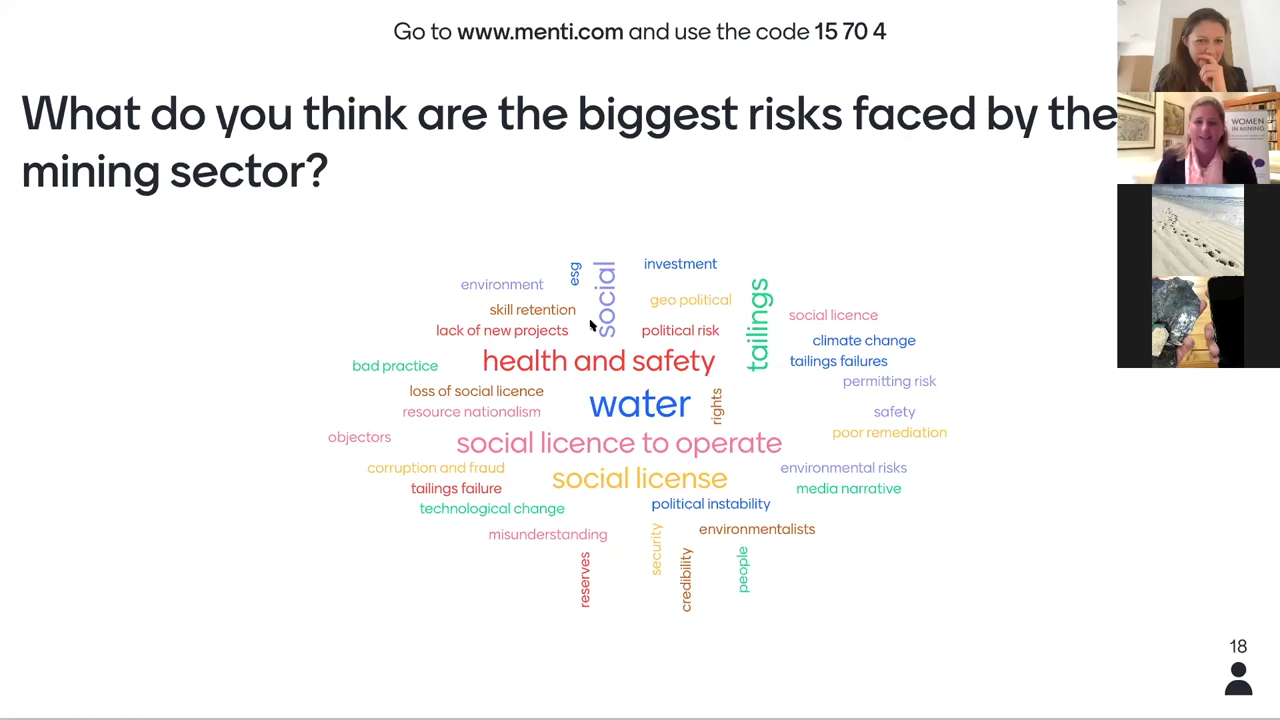 Go to www.menti.com and use the code 15 70 4
What do you think are the biggest risks faced by the
mining sector?
WOMEN
IN MINING
esg
social
investment
environment
geo political
tailings
skill retention
social licence
lack of new projects
political risk
climate change
health and safety
tailings failures
bad practice
permitting risk
loss of social licence
water
rights
resource nationalism
safety
objectors
social licence to operate
poor remediation
corruption and fraud
social license
environmental risks
tailings failure
media narrative
technological change
political instability
misunderstanding
security
environmentalists
reserves
credibility
people
18